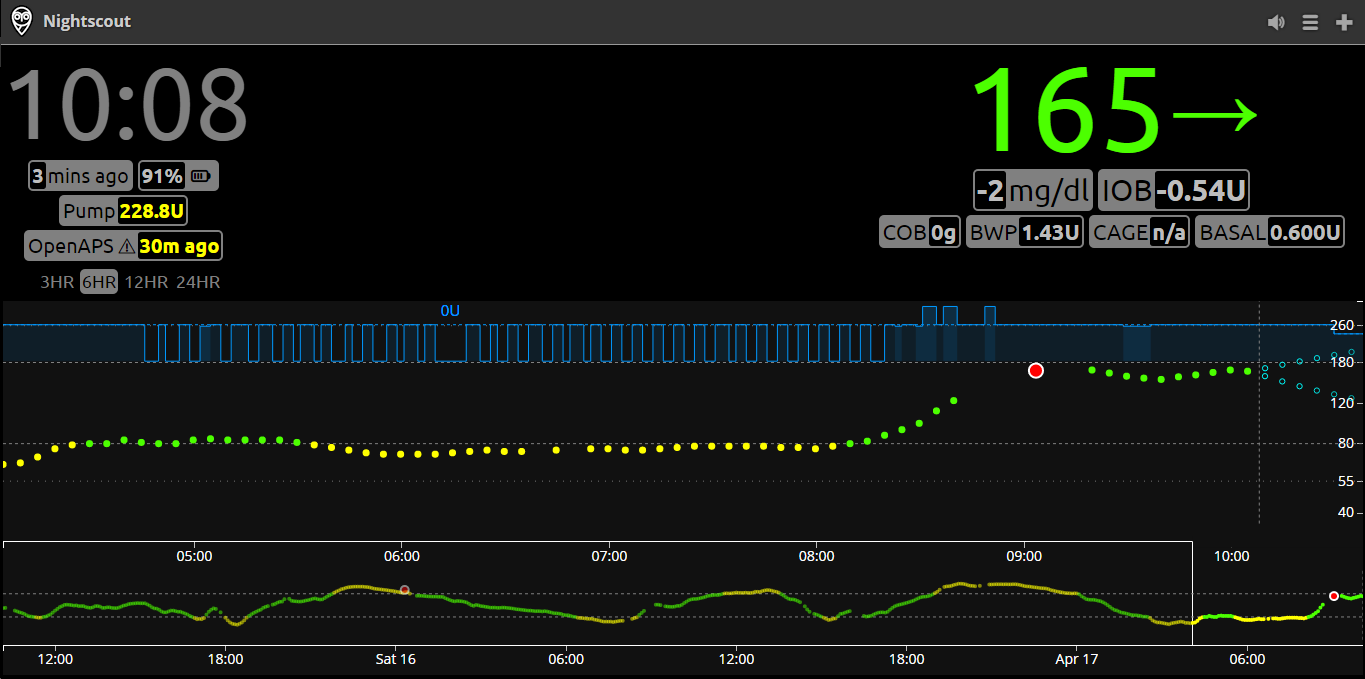 Nightscout
10:08
165→
3 mins ago 91%
-2 mg/dl IOB -0.54U
Pump 228.8U
COB 0g BWP 1.43U CAGE n/a BASAL 0.600U
OpenAPS ⚠ 30m ago
3HR 6HR 12HR 24HR
0U
260
180
120
80
55
40
05:00 06:00 07:00 08:00 09:00 10:00
12:00 18:00 Sat 16 06:00 12:00 18:00 Apr 17 06:00